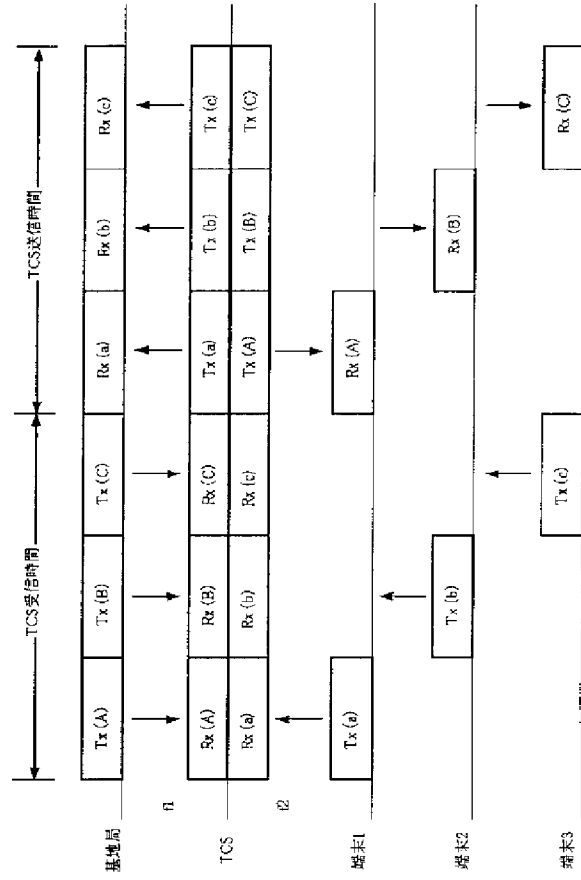 TCS受信時間
TCS送信時間
基地局
Tx (A)
Tx (B)
Tx (C)
Rx (a)
Rx (b)
Rx (c)
f1
TCS
Rx (A)
Rx (B)
Rx (C)
Tx (a)
Tx (b)
Tx (c)
Rx (a)
Rx (b)
Rx (c)
Tx (A)
Tx (B)
Tx (C)
f2
端末1
Tx (a)
Rx (A)
端末2
Tx (b)
Rx (B)
端末3
Tx (c)
Rx (C)